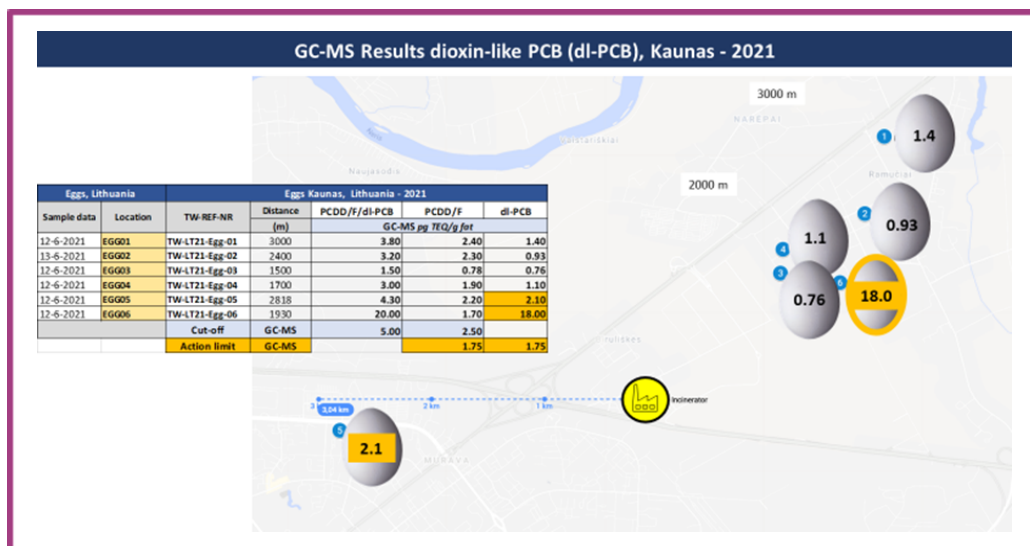 GC-MS Results dioxin-like PCB (dl-PCB), Kaunas - 2021
3000 m
NAREPAI
1
1.4
Ramučiai
Neris
Naujasodis
2000 m
2
0.93
4
1.1
3
0.76
6
18.0
Eggs, Lithuania Eggs Kaunas, Lithuania - 2021
Sample data Location TW-REF-NR Distance PCDD/F/dl-PCB PCDD/F dl-PCB
(m) GC-MS pg TEQ/g fat
12-6-2021 EGG01 TW-LT21-Egg-01 3000 3.80 2.40 1.40
13-6-2021 EGG02 TW-LT21-Egg-02 2400 3.20 2.30 0.93
12-6-2021 EGG03 TW-LT21-Egg-03 1500 1.50 0.78 0.76
12-6-2021 EGG04 TW-LT21-Egg-04 1700 3.00 1.90 1.10
12-6-2021 EGG05 TW-LT21-Egg-05 2818 4.30 2.20 2.10
12-6-2021 EGG06 TW-LT21-Egg-06 1930 20.00 1.70 18.00
Cut-off GC-MS 5.00 2.50
Action limit GC-MS 1.75 1.75
3 2 km 1 km
3,04 km
Incinerator
5
2.1
MURAVA